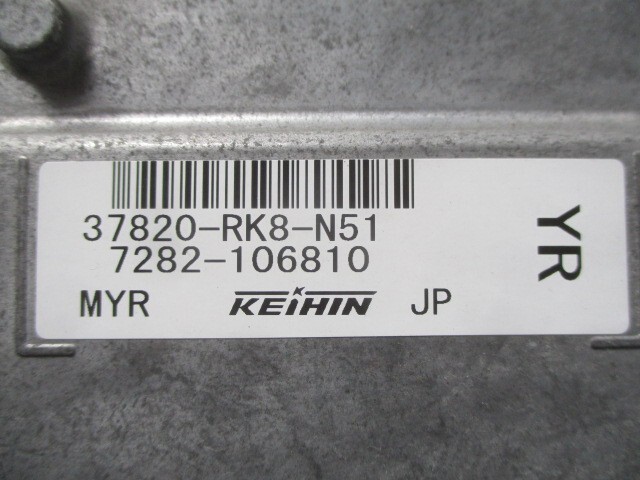 37820-RK8-N51
7282-106810
MYR KEIHIN JP
YR